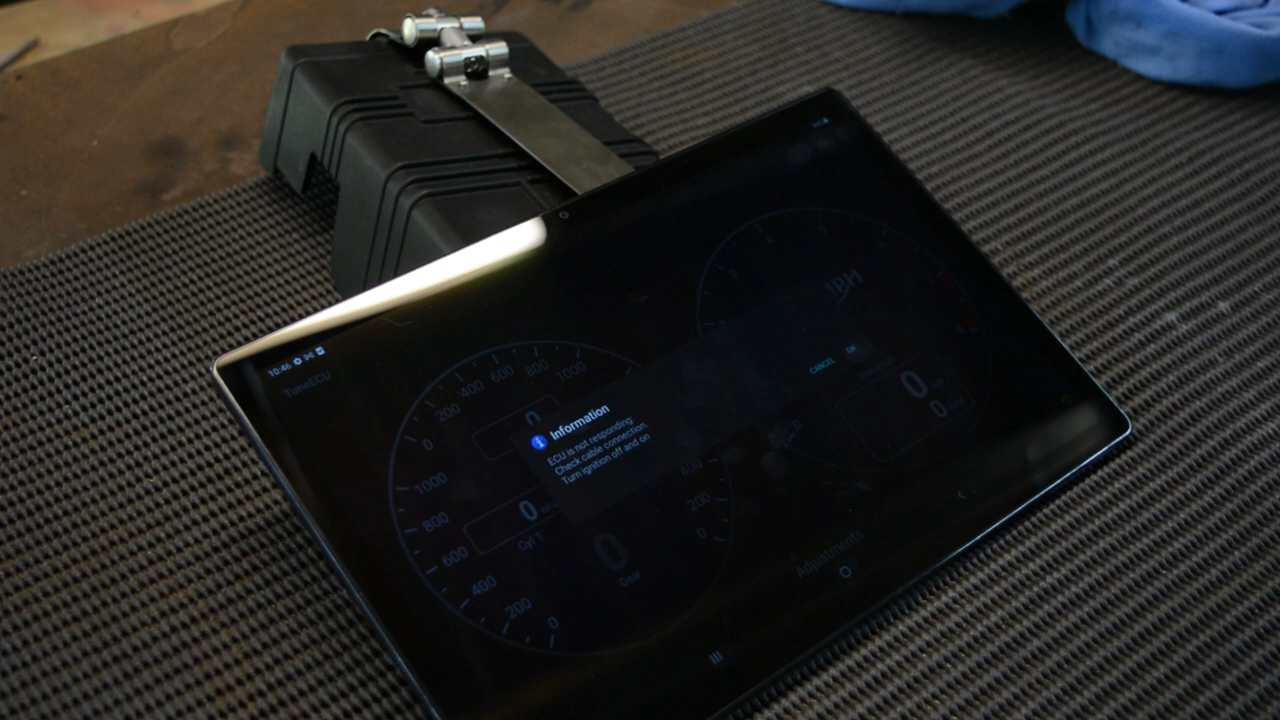 10:46
TuneECU
Information
ECU is not responding:
Check cable connection.
Turn ignition off and on
CANCEL
OK
0
200
400
600
800
1000
0
1000
800
600
400
200
0
0
Cyl 1
0
Gear
400
200
0
0
0
Adjustments